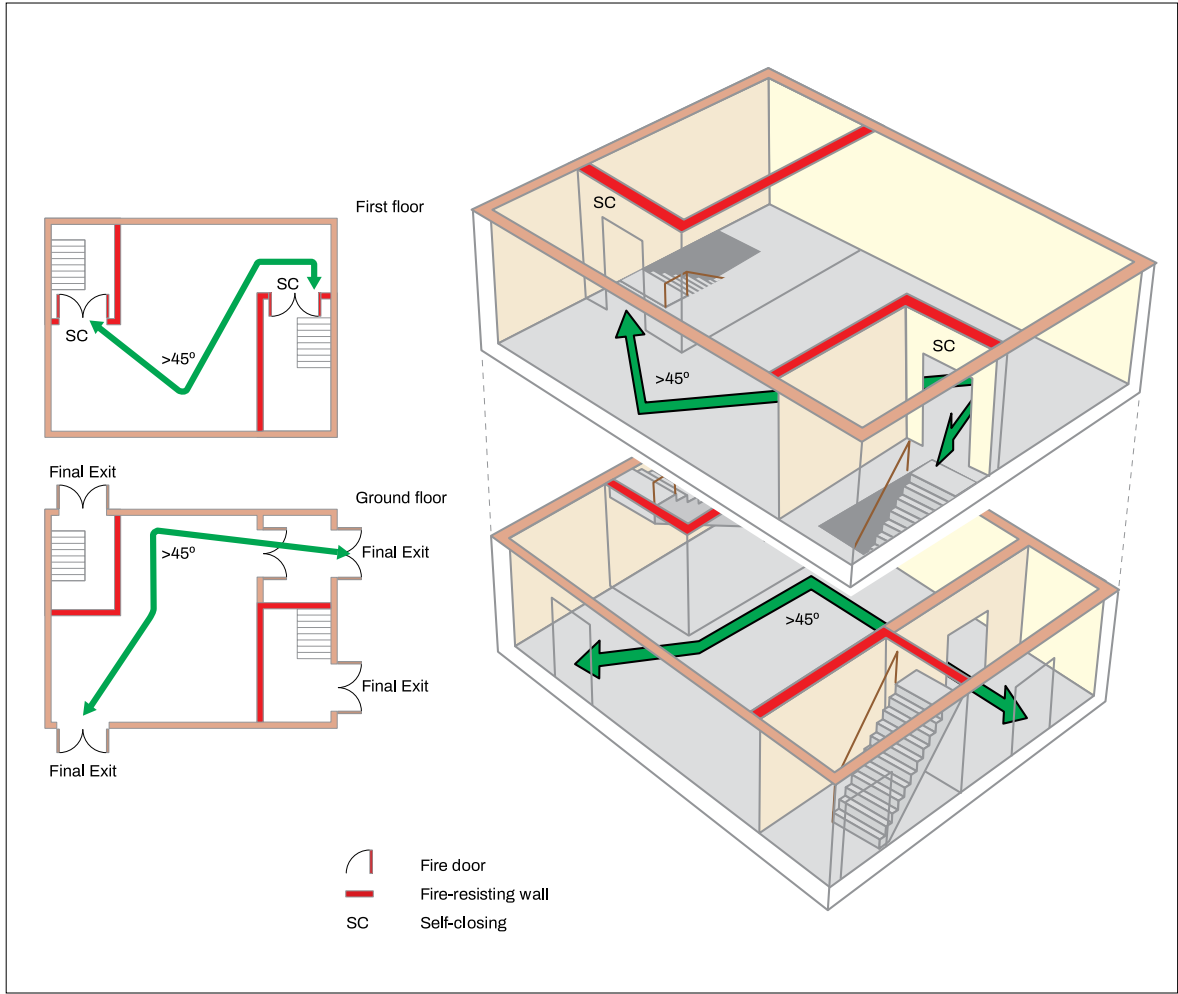 First floor
SC
SC
>45º
Final Exit
Ground floor
>45º
Final Exit
Final Exit
Final Exit
SC
SC
>45º
>45º
Fire door
Fire-resisting wall
SC
Self-closing